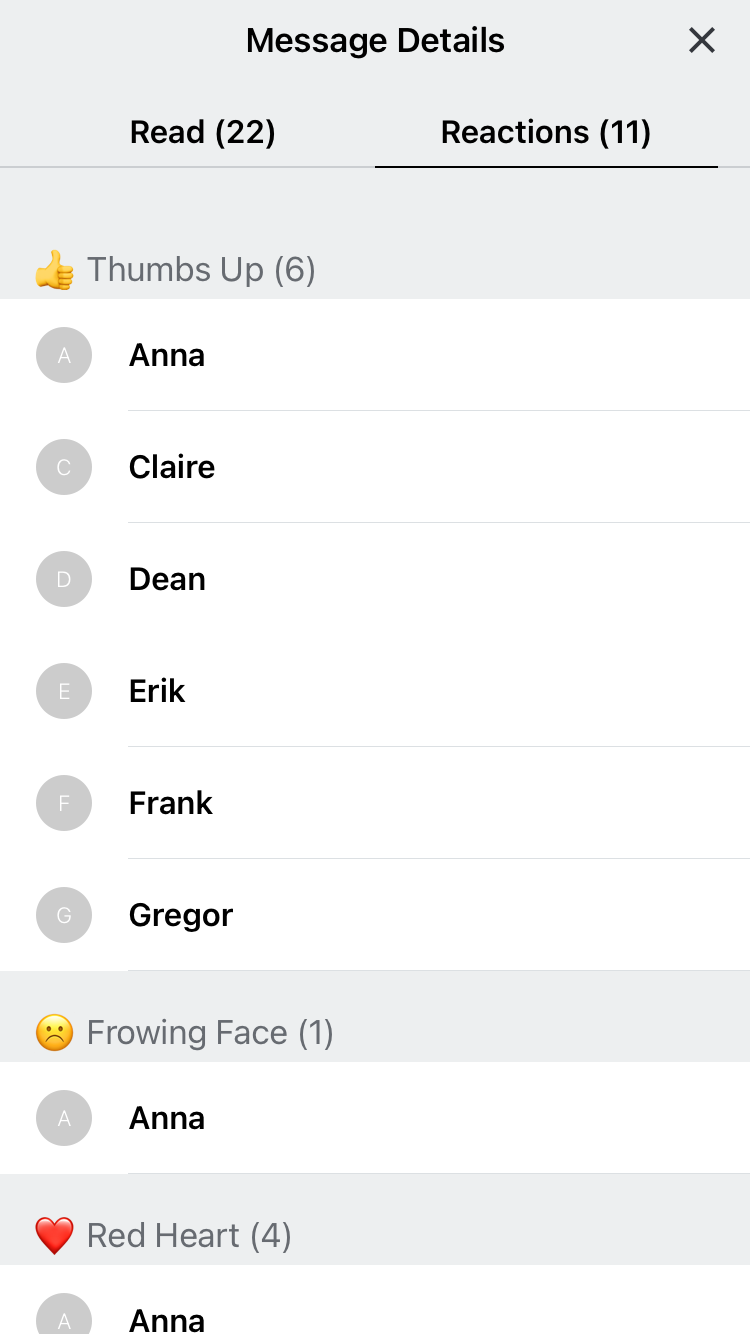 Message Details
Read (22)
Reactions (11)
👍 Thumbs Up (6)
A Anna
C Claire
D Dean
E Erik
F Frank
G Gregor
☹️ Frowing Face (1)
A Anna
❤️ Red Heart (4)
A Anna